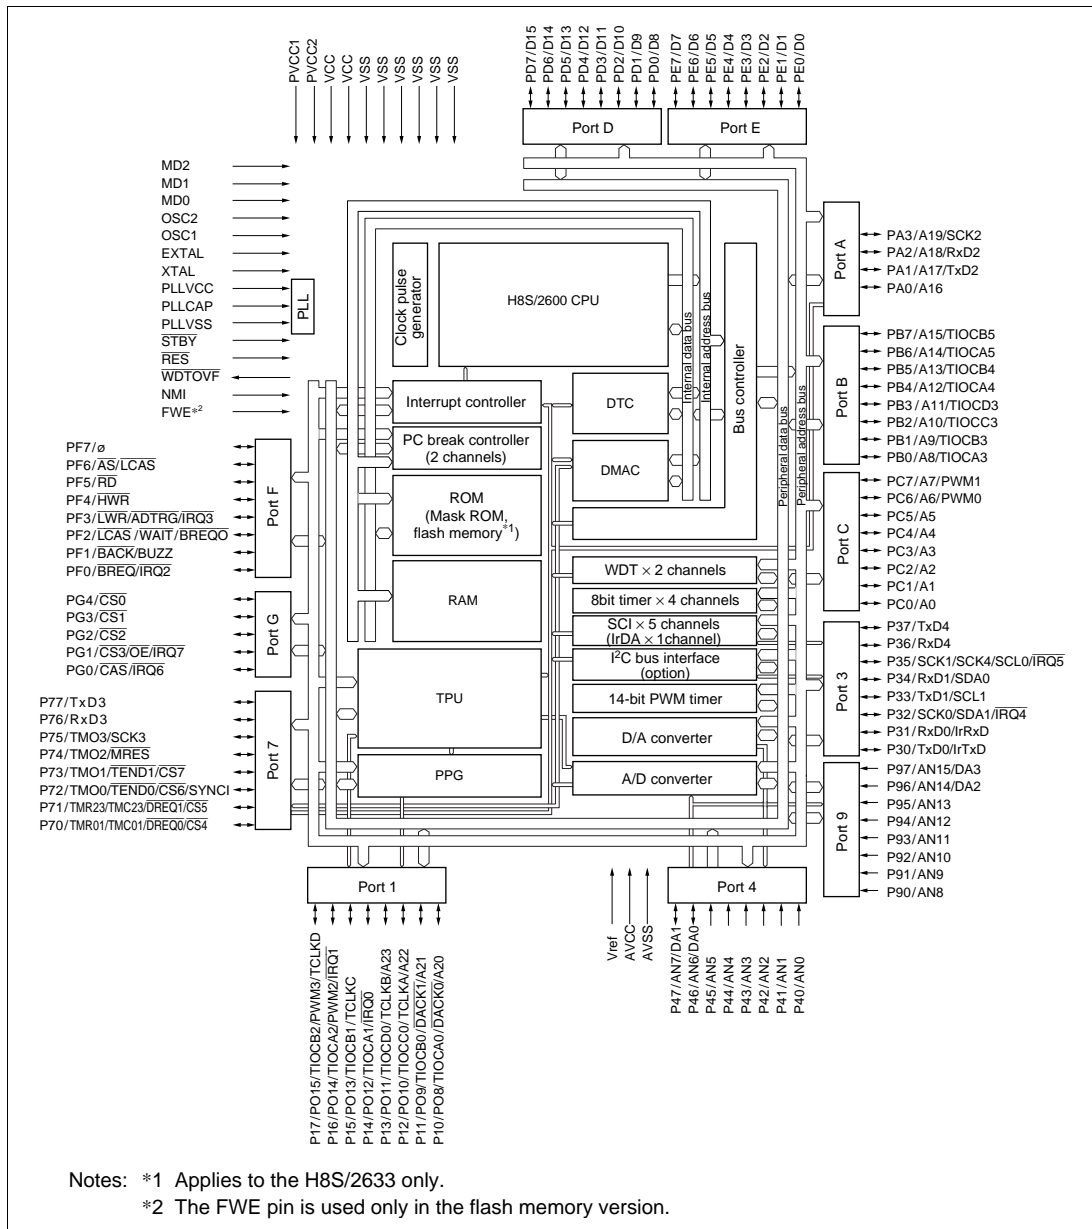 PVCC1
PVCC2
VCC
VCC
VSS
VSS
VSS
VSS
VSS
VSS
PD7/D15
PD6/D14
PD5/D13
PD4/D12
PD3/D11
PD2/D10
PD1/D9
PD0/D8
PE7/D7
PE6/D6
PE5/D5
PE4/D4
PE3/D3
PE2/D2
PE1/D1
PE0/D0
Port D
Port E
MD2
MD1
MD0
OSC2
OSC1
EXTAL
XTAL
PLLVCC
PLLCAP
PLLVSS
STBY
RES
WDTOVF
NMI
FWE*2
PLL
Clock pulse
generator
H8S/2600 CPU
Internal data bus
Internal address bus
Bus controller
Peripheral data bus
Peripheral address bus
Port A
PA3/A19/SCK2
PA2/A18/RxD2
PA1/A17/TxD2
PA0/A16
Interrupt controller
PC break controller
(2 channels)
DTC
DMAC
ROM
(Mask ROM,
flash memory*1)
RAM
Port B
PB7/A15/TIOCB5
PB6/A14/TIOCA5
PB5/A13/TIOCB4
PB4/A12/TIOCA4
PB3/A11/TIOCD3
PB2/A10/TIOCC3
PB1/A9/TIOCB3
PB0/A8/TIOCA3
PF7/ø
PF6/AS/LCAS
PF5/RD
PF4/HWR
PF3/LWR/ADTRG/IRQ3
PF2/LCAS/WAIT/BREQO
PF1/BACK/BUZZ
PF0/BREQ/IRQ2
Port F
Port C
PC7/A7/PWM1
PC6/A6/PWM0
PC5/A5
PC4/A4
PC3/A3
PC2/A2
PC1/A1
PC0/A0
PG4/CS0
PG3/CS1
PG2/CS2
PG1/CS3/OE/IRQ7
PG0/CAS/IRQ6
Port G
WDT × 2 channels
8bit timer × 4 channels
SCI × 5 channels
(IrDA × 1channel)
I2C bus interface
(option)
14-bit PWM timer
D/A converter
A/D converter
TPU
PPG
Port 3
P37/TxD4
P36/RxD4
P35/SCK1/SCK4/SCL0/IRQ5
P34/RxD1/SDA0
P33/TxD1/SCL1
P32/SCK0/SDA1/IRQ4
P31/RxD0/IrRxD
P30/TxD0/IrTxD
P77/TxD3
P76/RxD3
P75/TMO3/SCK3
P74/TMO2/MRES
P73/TMO1/TEND1/CS7
P72/TMO0/TEND0/CS6/SYNCI
P71/TMR23/TMC23/DREQ1/CS5
P70/TMR01/TMC01/DREQ0/CS4
Port 7
Port 9
P97/AN15/DA3
P96/AN14/DA2
P95/AN13
P94/AN12
P93/AN11
P92/AN10
P91/AN9
P90/AN8
Port 1
Port 4
P17/PO15/TIOCB2/PWM3/TCLKD
P16/PO14/TIOCA2/PWM2/IRQ1
P15/PO13/TIOCB1/TCLKC
P14/PO12/TIOCA1/IRQ0
P13/PO11/TIOCD0/TCLKB/A23
P12/PO10/TIOCC0/TCLKA/A22
P11/PO9/TIOCB0/DACK1/A21
P10/PO8/TIOCA0/DACK0/A20
Vref
AVCC
AVSS
P47/AN7/DA1
P46/AN6/DA0
P45/AN5
P44/AN4
P43/AN3
P42/AN2
P41/AN1
P40/AN0
Notes: *1 Applies to the H8S/2633 only.
*2 The FWE pin is used only in the flash memory version.